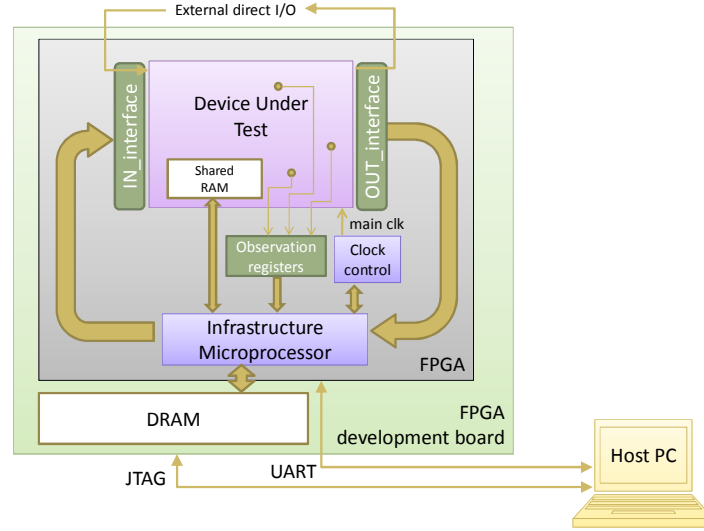 External direct I/O
IN_interface
Device Under
Test
OUT_interface
Shared
RAM
main clk
Observation
registers
Clock
control
Infrastructure
Microprocessor
FPGA
DRAM
FPGA
development board
JTAG
UART
Host PC